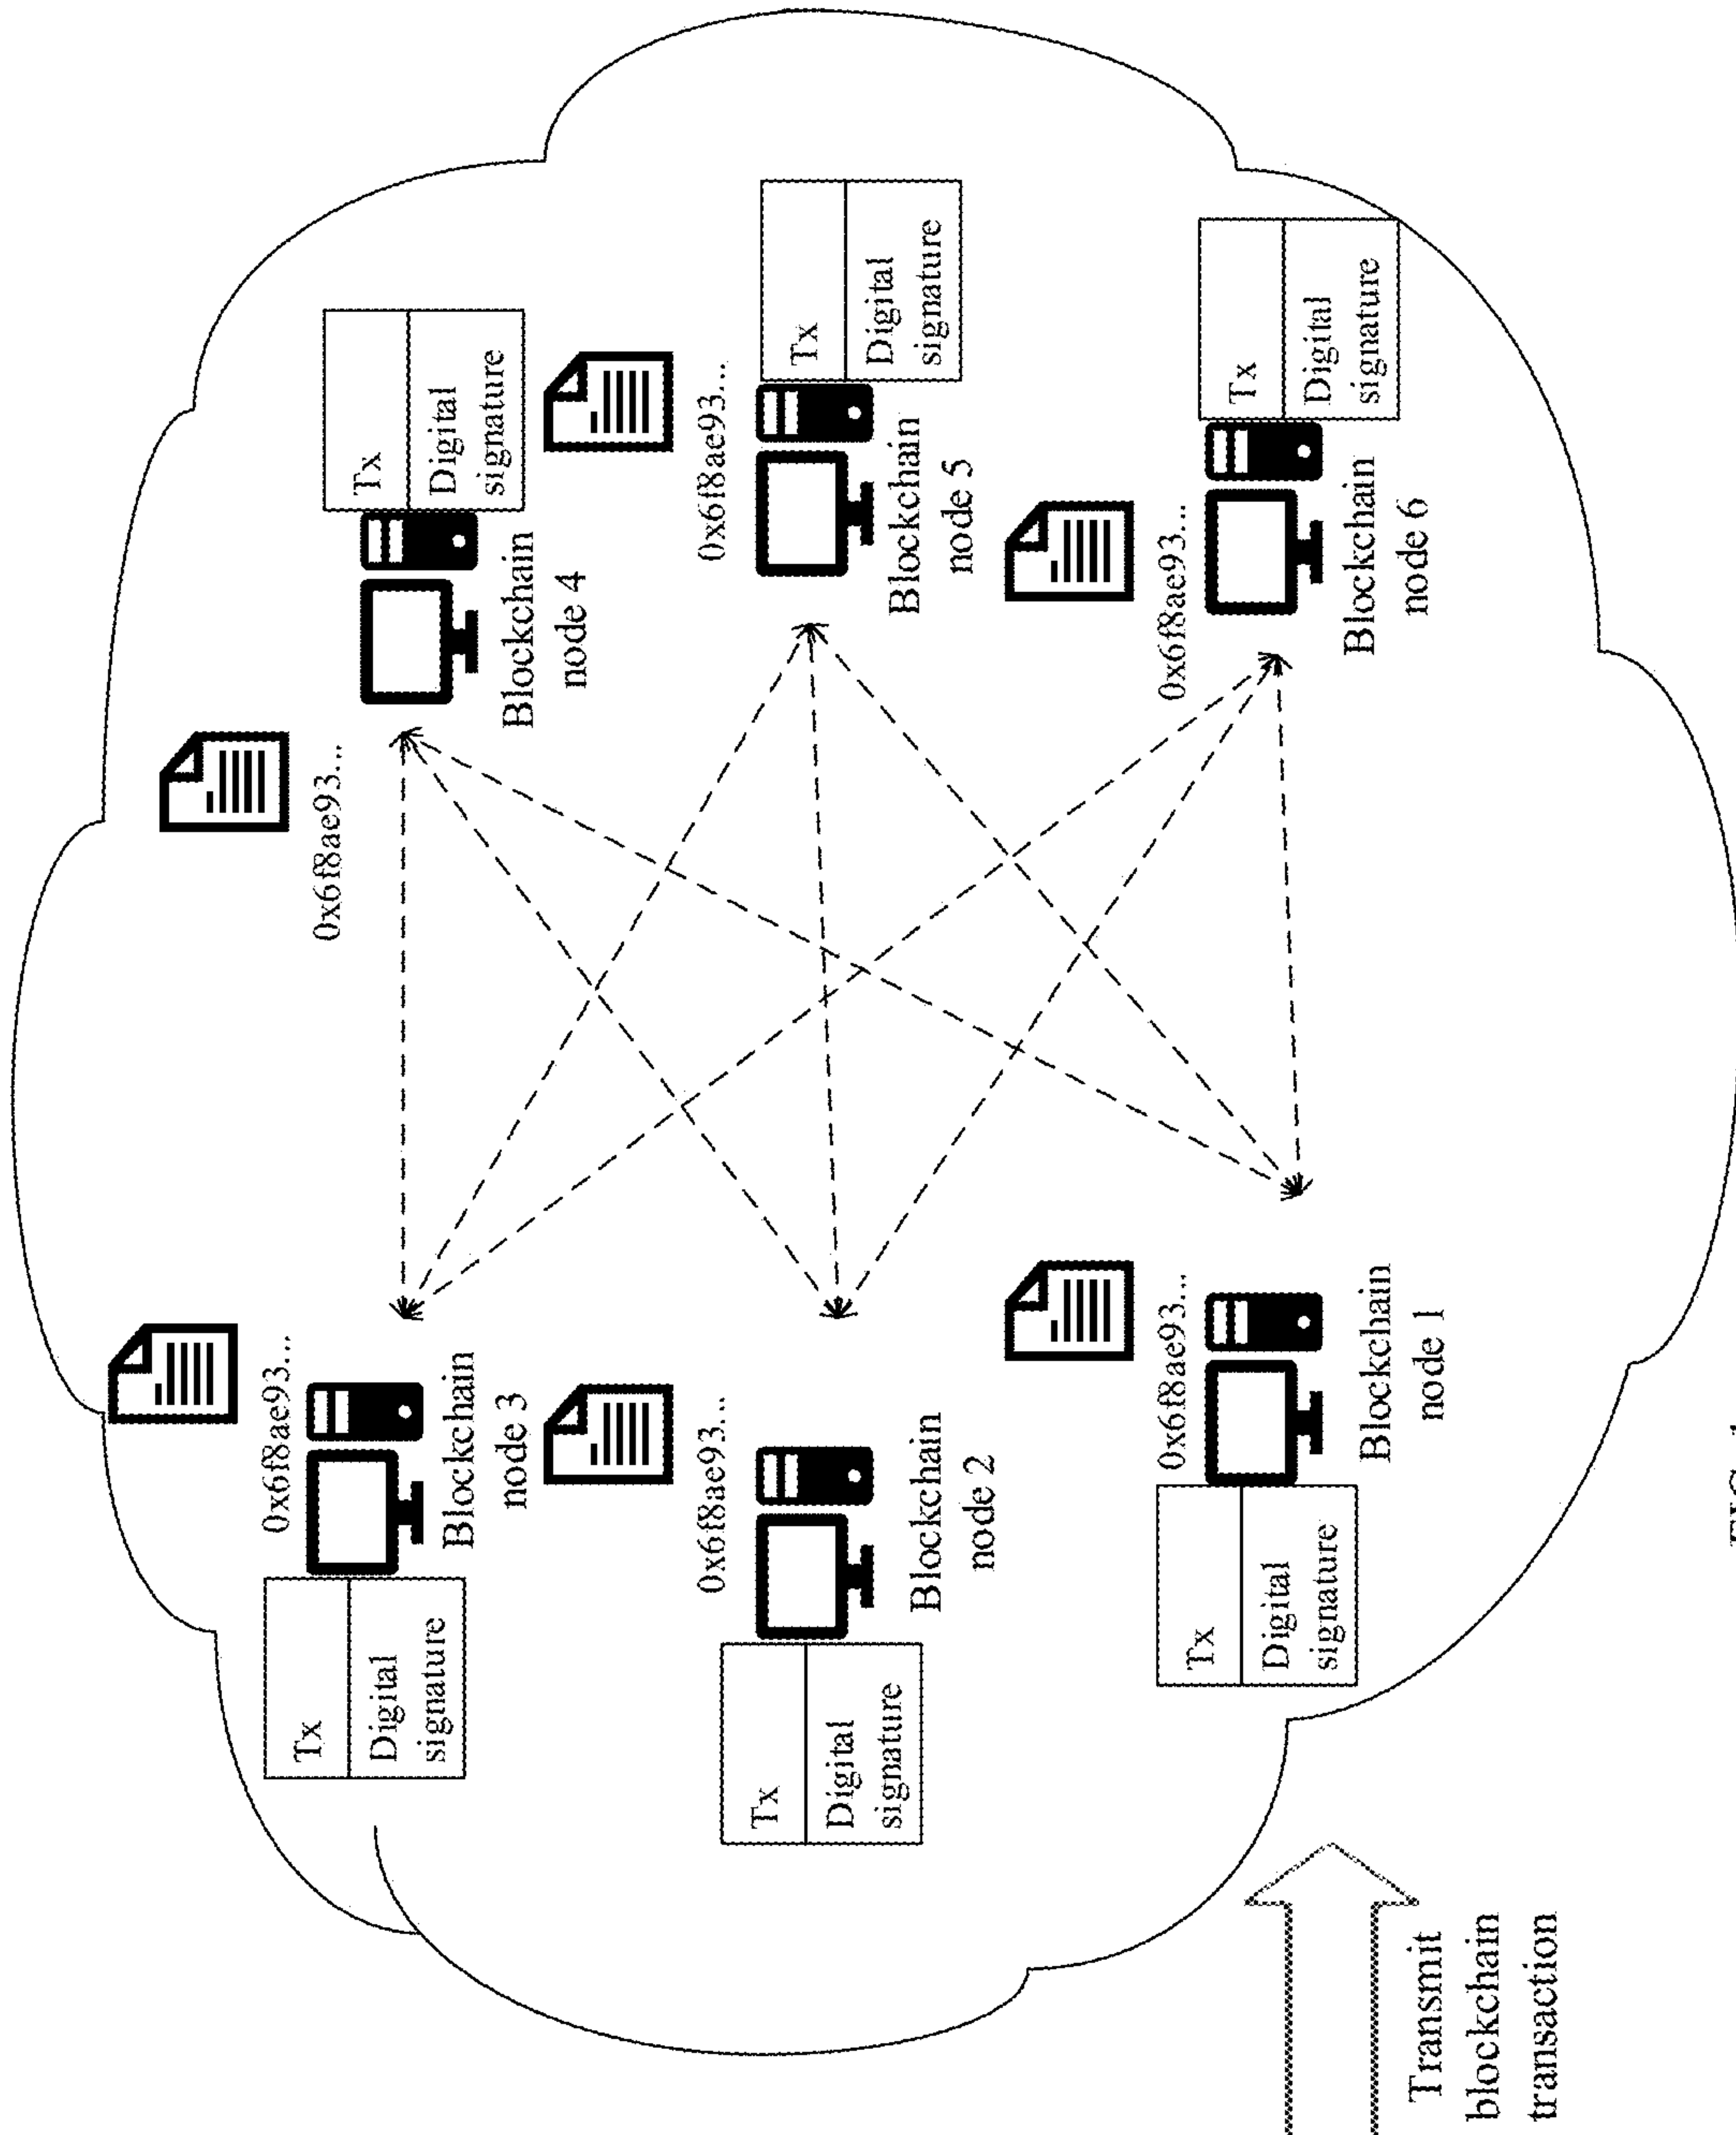 0x6f8ae93...
Tx
Digital
signature
Blockchain
node 3
0x6f8ae93...
Tx
Digital
signature
Blockchain
node 4
0x6f8ae93...
Tx
Digital
signature
Blockchain
node 2
0x6f8ae93...
Tx
Digital
signature
Blockchain
node 5
0x6f8ae93...
Tx
Digital
signature
Blockchain
node 1
0x6f8ae93...
Tx
Digital
signature
Blockchain
node 6
Transmit
blockchain
transaction